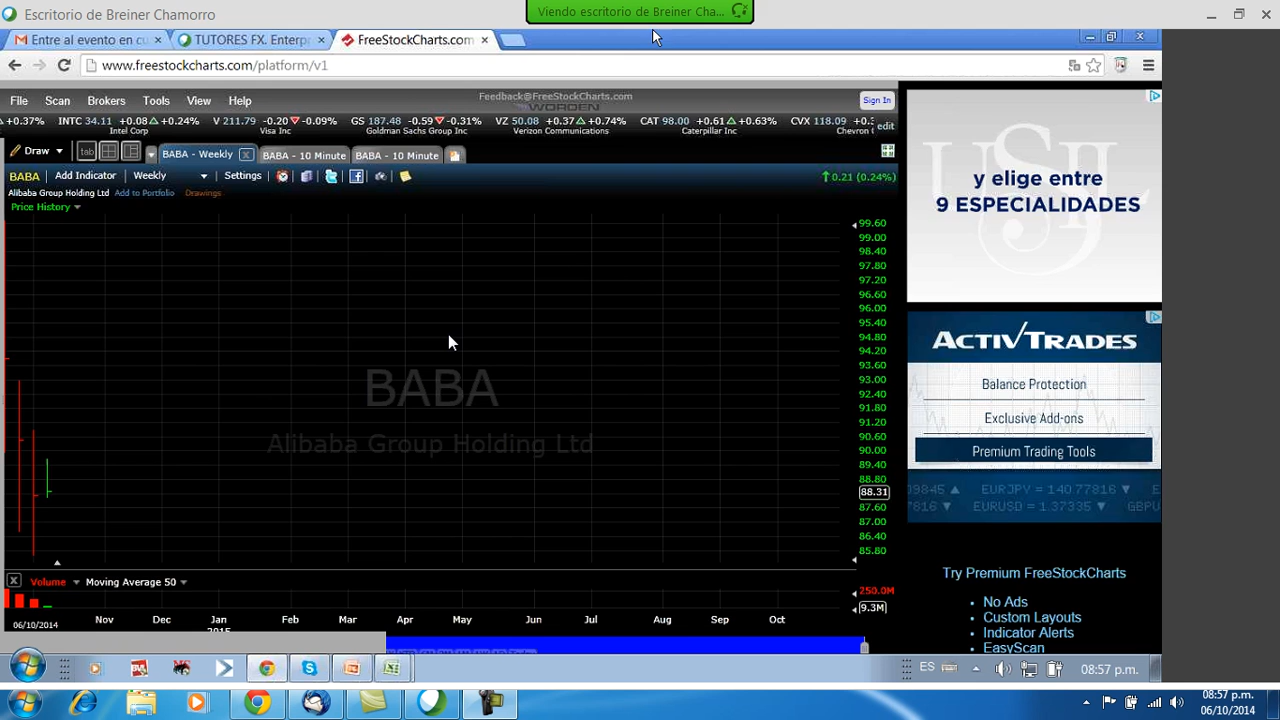 Escritorio de Breiner Chamorro
Viendo escritorio de Breiner Cha...
Entre al evento en cu
TUTORES FX. Enterp
FreeStockCharts.com
www.freestockcharts.com/platform/v1
File Scan Brokers Tools View Help
Feedback@FreeStockCharts.com
WORDEN
Sign In
+0.37% INTC 34.11 +0.08 +0.24% V 211.79 -0.20 -0.09% GS 187.48 -0.59 -0.31% VZ 50.08 +0.37 +0.74% CAT 98.00 +0.61 +0.63% CVX 118.09
Intel Corp Visa Inc Goldman Sachs Group Inc Verizon Communications Caterpillar Inc Chevron
edit
Draw tab BABA - Weekly BABA - 10 Minute BABA - 10 Minute
BABA Add Indicator Weekly Settings
0.21 (0.24%)
Alibaba Group Holding Ltd Add to Portfolio Drawings
Price History
99.60
99.00
98.40
97.80
97.20
96.60
96.00
95.40
94.80
94.20
93.60
93.00
92.40
91.80
91.20
90.60
90.00
89.40
88.80
88.31
87.60
87.00
86.40
85.80
BABA
Alibaba Group Holding Ltd
Volume Moving Average 50
250.0M
9.3M
06/10/2014 Nov Dec Jan Feb Mar Apr May Jun Jul Aug Sep Oct
2015
y elige entre
9 ESPECIALIDADES
ACTIVTRADES
Balance Protection
Exclusive Add-ons
Premium Trading Tools
EURJPY = 140.77816
EURUSD = 1.37335
Try Premium FreeStockCharts
No Ads
Custom Layouts
Indicator Alerts
EasyScan
ES
08:57 p.m.
08:57 p.m.
06/10/2014